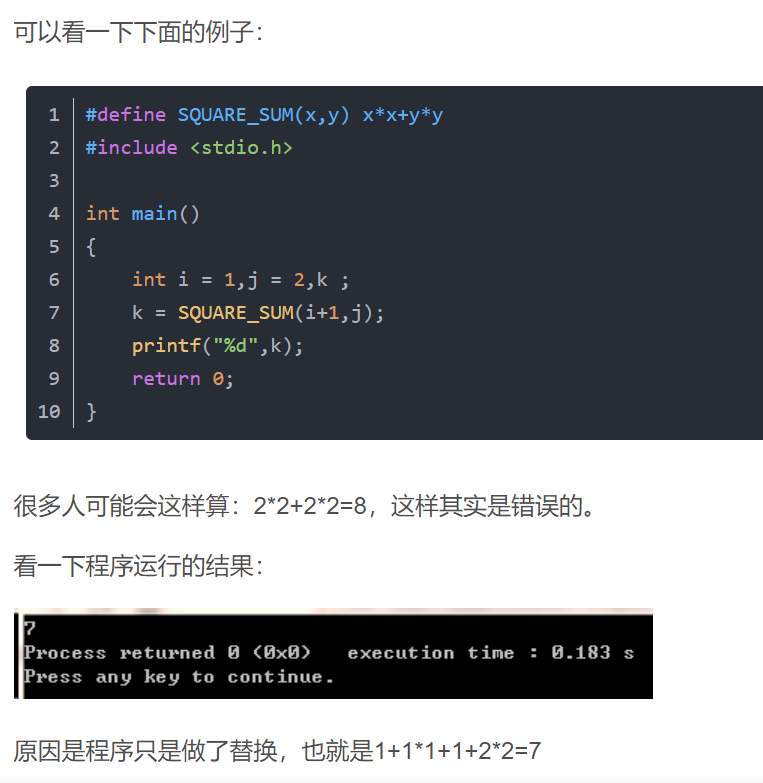 可以看一下下面的例子：
1 #define SQUARE_SUM(x,y) x*x+y*y
2 #include <stdio.h>
3
4 int main()
5 {
6     int i = 1,j = 2,k ;
7     k = SQUARE_SUM(i+1,j);
8     printf("%d",k);
9     return 0;
10 }
很多人可能会这样算：2*2+2*2=8，这样其实是错误的。
看一下程序运行的结果：
7
Process returned 0 (0x0)   execution time : 0.183 s
Press any key to continue.
原因是程序只是做了替换，也就是1+1*1+1+2*2=7